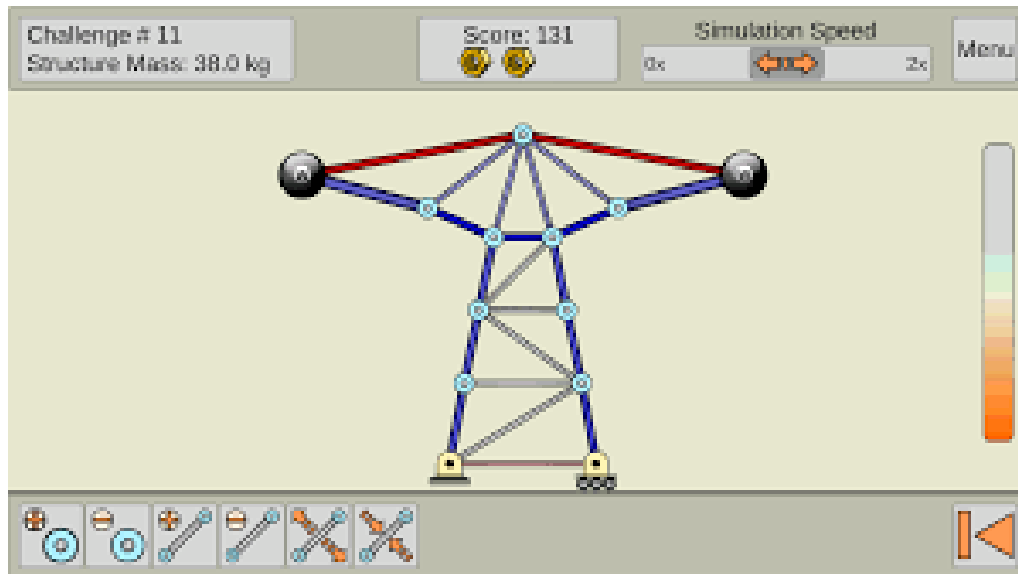 Challenge # 11
Structure Mass: 38.0 kg
Score: 131
Simulation Speed
0x
2x
Menu